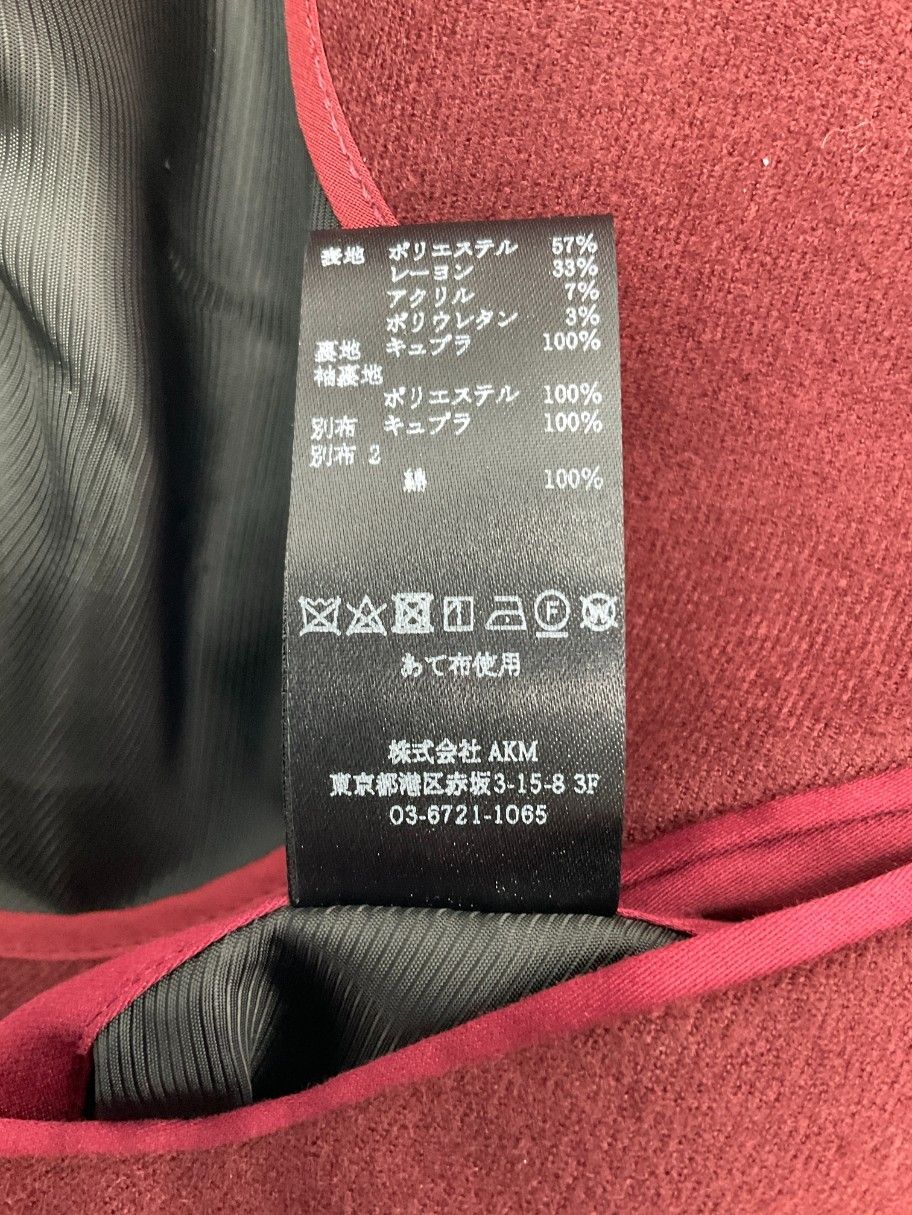 表地 ポリエステル 57%
レーヨン 33%
アクリル 7%
ポリウレタン 3%
裏地 キュプラ 100%
袖裏地
ポリエステル 100%
別布 キュプラ 100%
別布 2
綿 100%
F W
あて布使用
株式会社 AKM
東京都港区赤坂3-15-8 3F
03-6721-1065